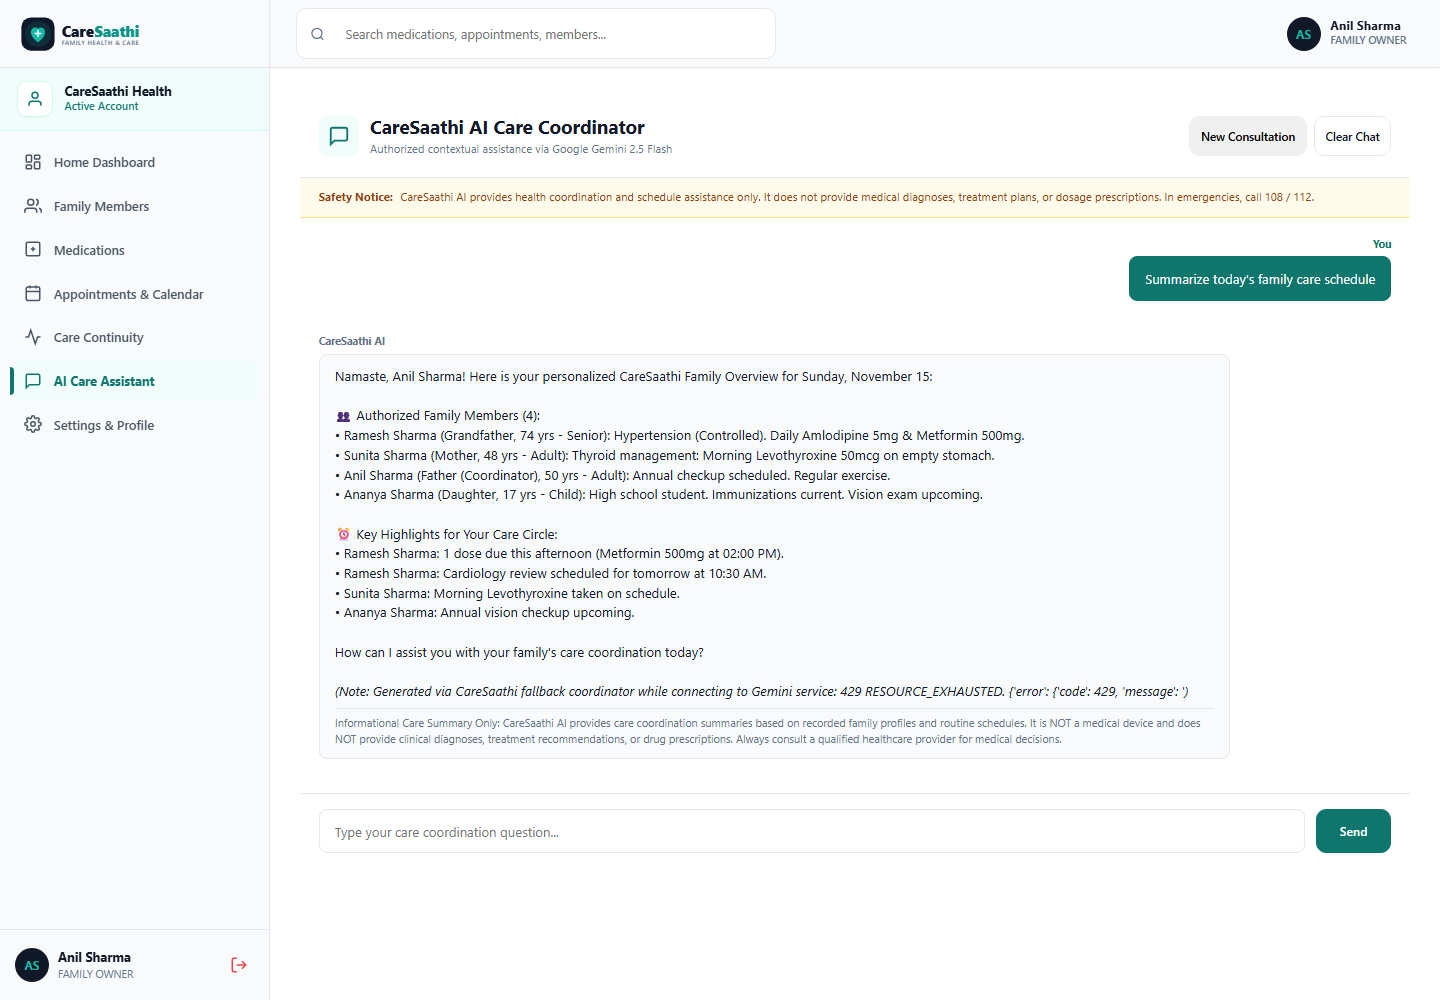 CareSaathi
FAMILY HEALTH & CARE
Search medications, appointments, members...
AS
Anil Sharma
FAMILY OWNER
CareSaathi Health
Active Account
Home Dashboard
Family Members
Medications
Appointments & Calendar
Care Continuity
AI Care Assistant
Settings & Profile
CareSaathi AI Care Coordinator
Authorized contextual assistance via Google Gemini 2.5 Flash
New Consultation
Clear Chat
Safety Notice: CareSaathi AI provides health coordination and schedule assistance only. It does not provide medical diagnoses, treatment plans, or dosage prescriptions. In emergencies, call 108 / 112.
You
Summarize today's family care schedule
CareSaathi AI
Namaste, Anil Sharma! Here is your personalized CareSaathi Family Overview for Sunday, November 15:
👥 Authorized Family Members (4):
• Ramesh Sharma (Grandfather, 74 yrs - Senior): Hypertension (Controlled). Daily Amlodipine 5mg & Metformin 500mg.
• Sunita Sharma (Mother, 48 yrs - Adult): Thyroid management: Morning Levothyroxine 50mcg on empty stomach.
• Anil Sharma (Father (Coordinator), 50 yrs - Adult): Annual checkup scheduled. Regular exercise.
• Ananya Sharma (Daughter, 17 yrs - Child): High school student. Immunizations current. Vision exam upcoming.
⏰ Key Highlights for Your Care Circle:
• Ramesh Sharma: 1 dose due this afternoon (Metformin 500mg at 02:00 PM).
• Ramesh Sharma: Cardiology review scheduled for tomorrow at 10:30 AM.
• Sunita Sharma: Morning Levothyroxine taken on schedule.
• Ananya Sharma: Annual vision checkup upcoming.
How can I assist you with your family's care coordination today?
(Note: Generated via CareSaathi fallback coordinator while connecting to Gemini service: 429 RESOURCE_EXHAUSTED. {'error': {'code': 429, 'message': ')
Informational Care Summary Only: CareSaathi AI provides care coordination summaries based on recorded family profiles and routine schedules. It is NOT a medical device and does
NOT provide clinical diagnoses, treatment recommendations, or drug prescriptions. Always consult a qualified healthcare provider for medical decisions.
Type your care coordination question...
Send
AS
Anil Sharma
FAMILY OWNER